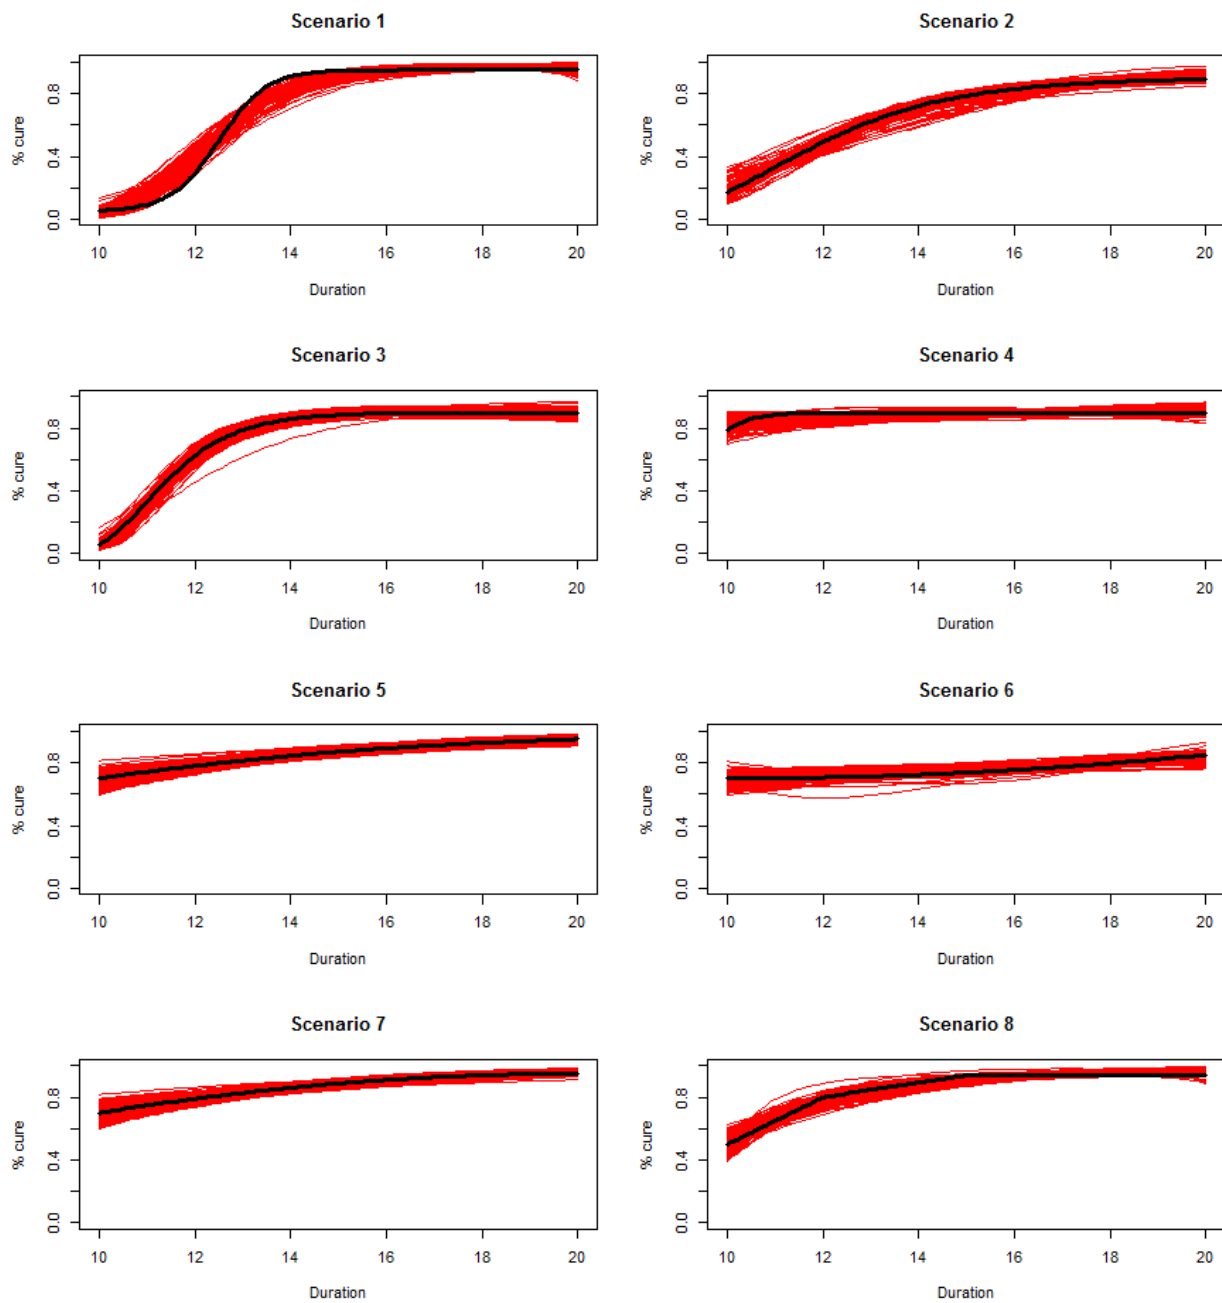 Scenario 1
% cure
0.0 0.4 0.8
10 12 14 16 18 20
Duration
Scenario 2
% cure
0.0 0.4 0.8
10 12 14 16 18 20
Duration
Scenario 3
% cure
0.0 0.4 0.8
10 12 14 16 18 20
Duration
Scenario 4
% cure
0.0 0.4 0.8
10 12 14 16 18 20
Duration
Scenario 5
% cure
0.0 0.4 0.8
10 12 14 16 18 20
Duration
Scenario 6
% cure
0.0 0.4 0.8
10 12 14 16 18 20
Duration
Scenario 7
% cure
0.0 0.4 0.8
10 12 14 16 18 20
Duration
Scenario 8
% cure
0.0 0.4 0.8
10 12 14 16 18 20
Duration